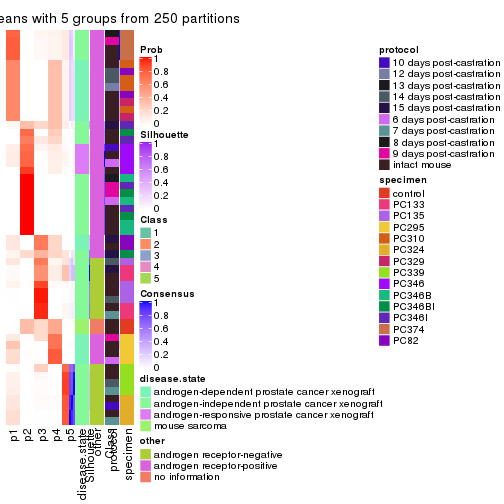 eans with 5 groups from 250 partitions
Prob
1
0.8
0.6
0.4
0.2
0
Silhouette
1
0.8
0.6
0.4
0.2
0
Class
1
2
3
4
5
Consensus
1
0.8
0.6
0.4
0.2
0
disease.state
androgen-dependent prostate cancer xenograft
androgen-independent prostate cancer xenograft
androgen-responsive prostate cancer xenograft
mouse sarcoma
other
androgen receptor-negative
androgen receptor-positive
no information
protocol
10 days post-castration
12 days post-castration
13 days post-castration
14 days post-castration
15 days post-castration
6 days post-castration
7 days post-castration
8 days post-castration
9 days post-castration
intact mouse
specimen
control
PC133
PC135
PC295
PC310
PC324
PC329
PC339
PC346
PC346B
PC346BI
PC346I
PC374
PC82
p1
p2
p3
p4
p5
disease.state
Silhouette
other
Class
protocol
specimen